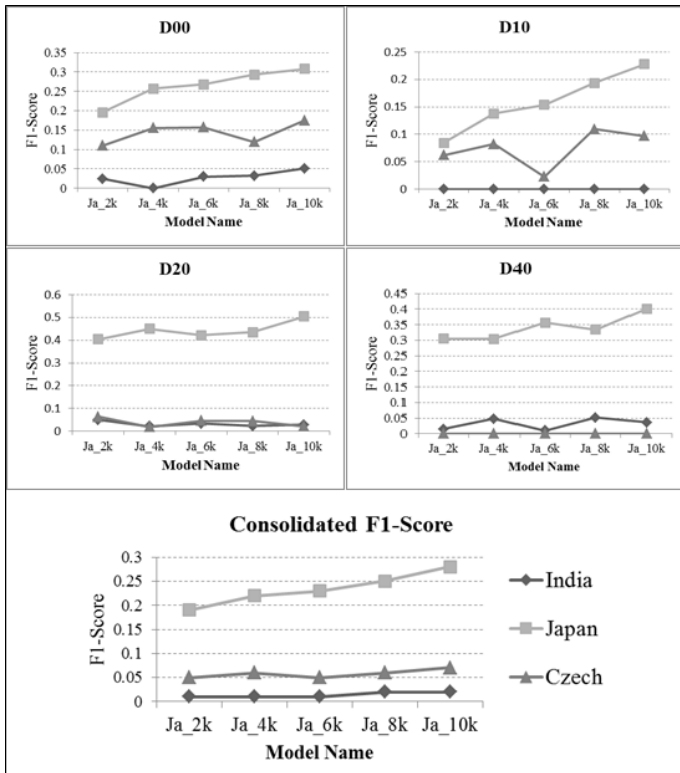 D00
0.35
0.3
0.25
0.2
0.15
0.1
0.05
0
F1-Score
Ja_2k Ja_4k Ja_6k Ja_8k Ja_10k
Model Name
D10
0.25
0.2
0.15
0.1
0.05
0
F1-Score
Ja_2k Ja_4k Ja_6k Ja_8k Ja_10k
Model Name
D20
0.6
0.5
0.4
0.3
0.2
0.1
0
F1-Score
Ja_2k Ja_4k Ja_6k Ja_8k Ja_10k
Model Name
D40
0.45
0.4
0.35
0.3
0.25
0.2
0.15
0.1
0.05
0
F1-Score
Ja_2k Ja_4k Ja_6k Ja_8k Ja_10k
Model Name
Consolidated F1-Score
0.3
0.25
0.2
0.15
0.1
0.05
0
F1-Score
Ja_2k Ja_4k Ja_6k Ja_8k Ja_10k
Model Name
India
Japan
Czech